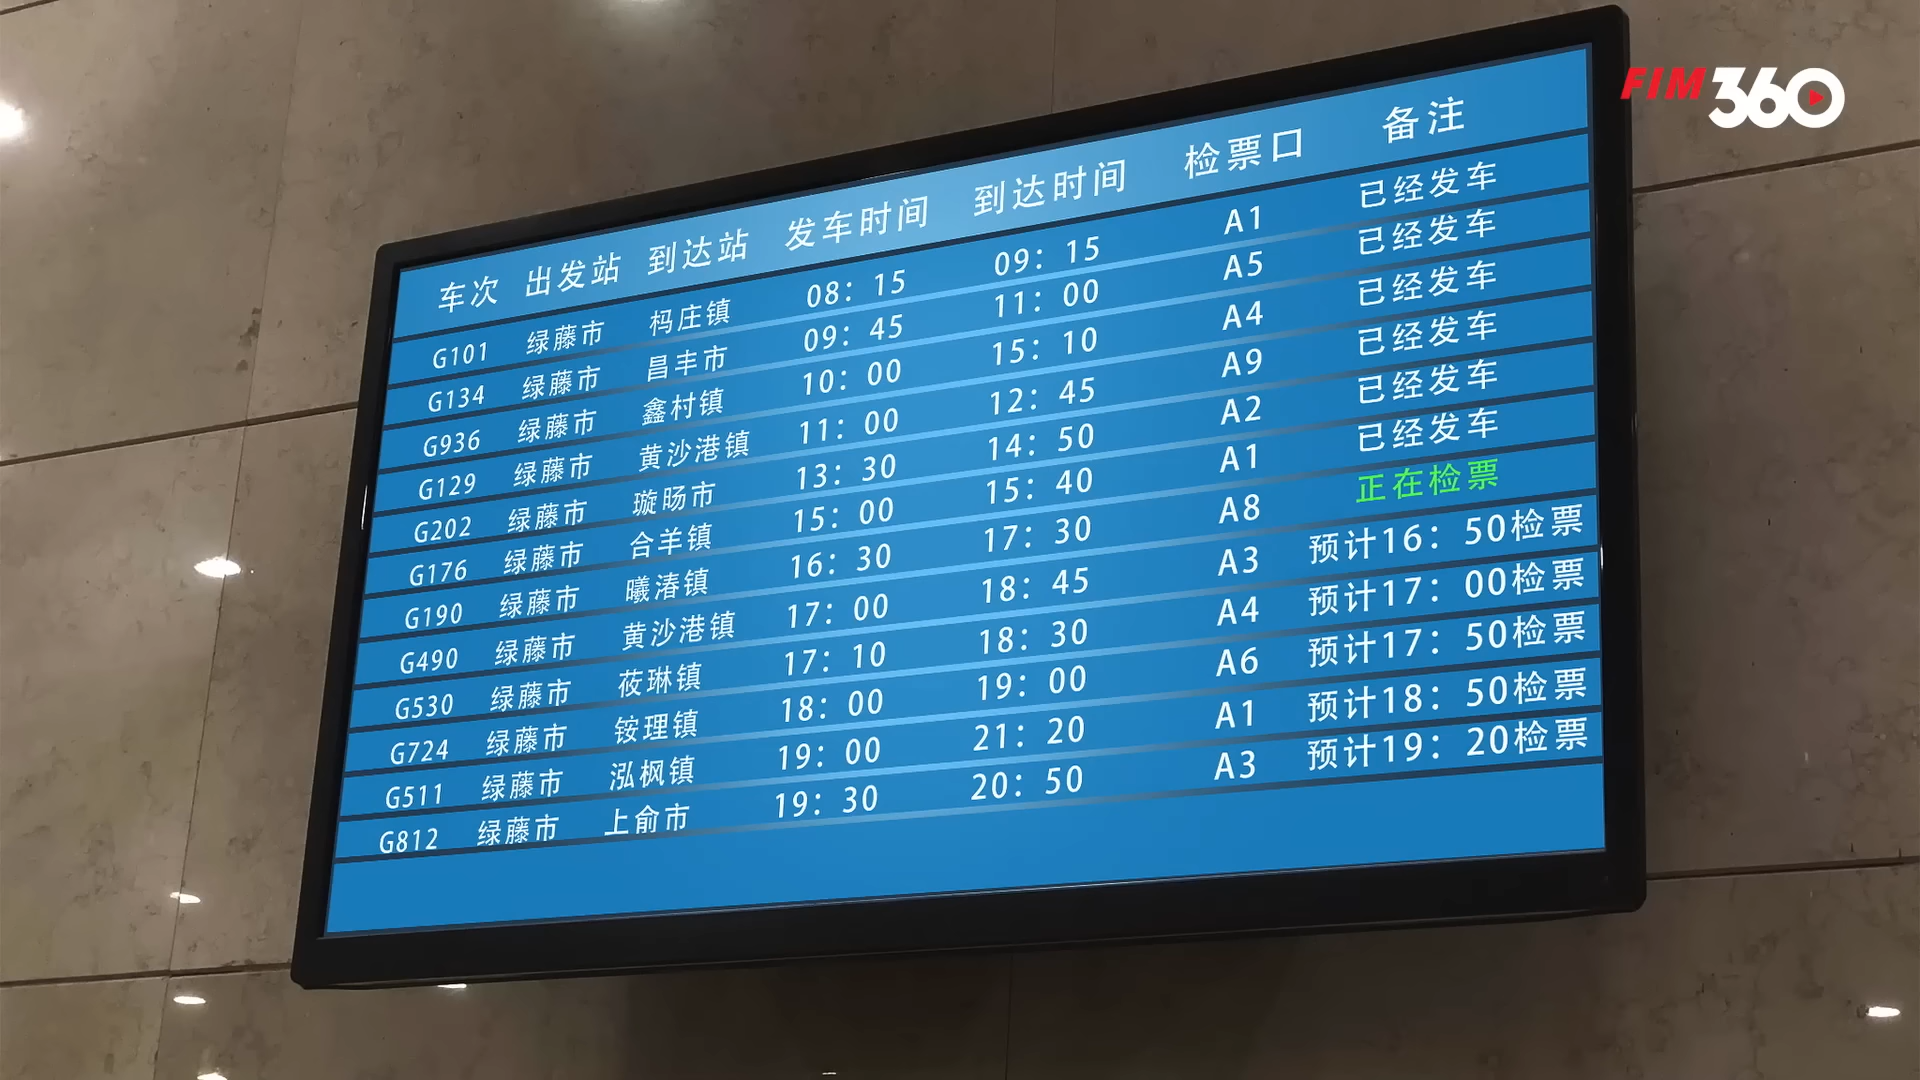 FIM360
车次 出发站 到达站 发车时间 到达时间 检票口 备注
G101 绿藤市 杩庄镇 08：15 09：15 A1 已经发车
G134 绿藤市 昌丰市 09：45 11：00 A5 已经发车
G936 绿藤市 鑫村镇 10：00 15：10 A4 已经发车
G129 绿藤市 黄沙港镇 11：00 12：45 A9 已经发车
G202 绿藤市 璇旸市 13：30 14：50 A2 已经发车
G176 绿藤市 合羊镇 15：00 15：40 A1 已经发车
G190 绿藤市 曦湷镇 16：30 17：30 A8 正在检票
G490 绿藤市 黄沙港镇 17：00 18：45 A3 预计16：50检票
G530 绿藤市 莜琳镇 17：10 18：30 A4 预计17：00检票
G724 绿藤市 铵理镇 18：00 19：00 A6 预计17：50检票
G511 绿藤市 泓枫镇 19：00 21：20 A1 预计18：50检票
G812 绿藤市 上俞市 19：30 20：50 A3 预计19：20检票